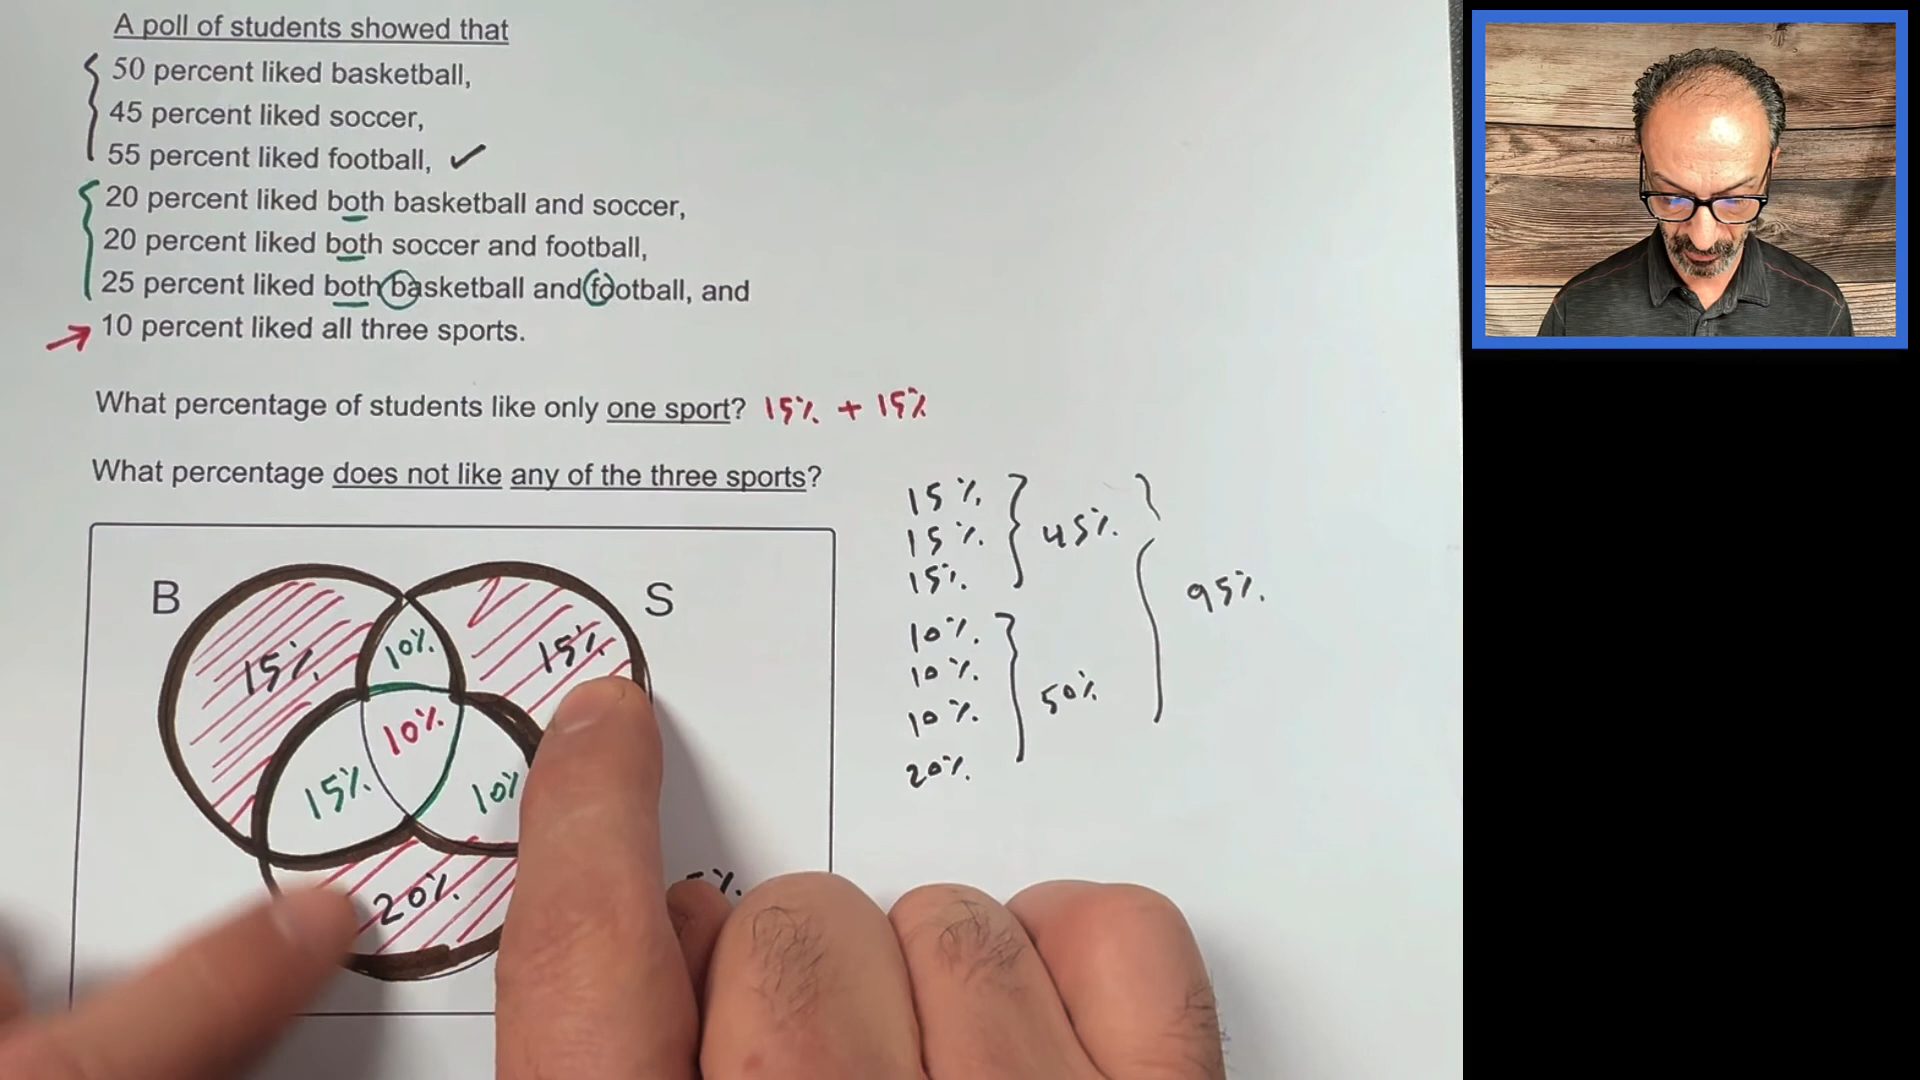 A poll of students showed that
50 percent liked basketball,
45 percent liked soccer,
55 percent liked football, ✓
20 percent liked both basketball and soccer,
20 percent liked both soccer and football,
25 percent liked both basketball and football, and
→ 10 percent liked all three sports.
What percentage of students like only one sport? 15% + 15%
What percentage does not like any of the three sports?
15%
15%
15%
45%
10%
10%
10%
20%
50%
95%
B
S
15%
10%
15%
10%
15%
10%
20%